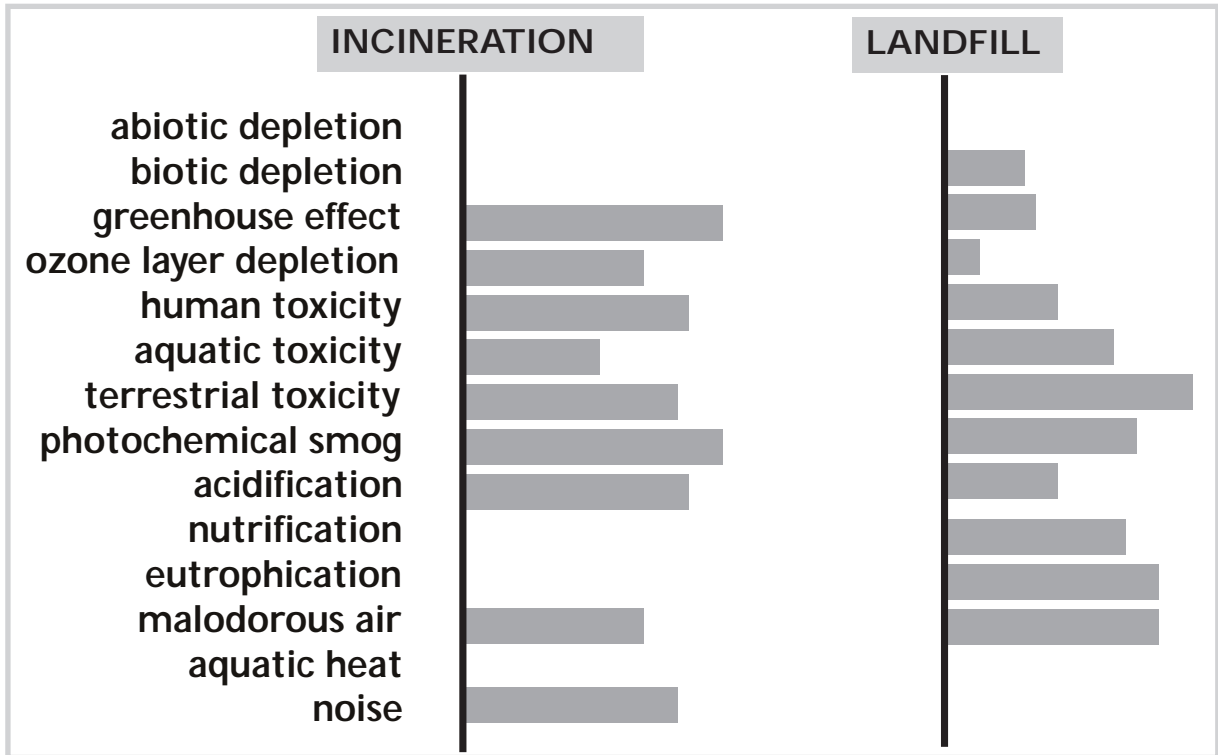 INCINERATION
LANDFILL
abiotic depletion
biotic depletion
greenhouse effect
ozone layer depletion
human toxicity
aquatic toxicity
terrestrial toxicity
photochemical smog
acidification
nutrification
eutrophication
malodorous air
aquatic heat
noise